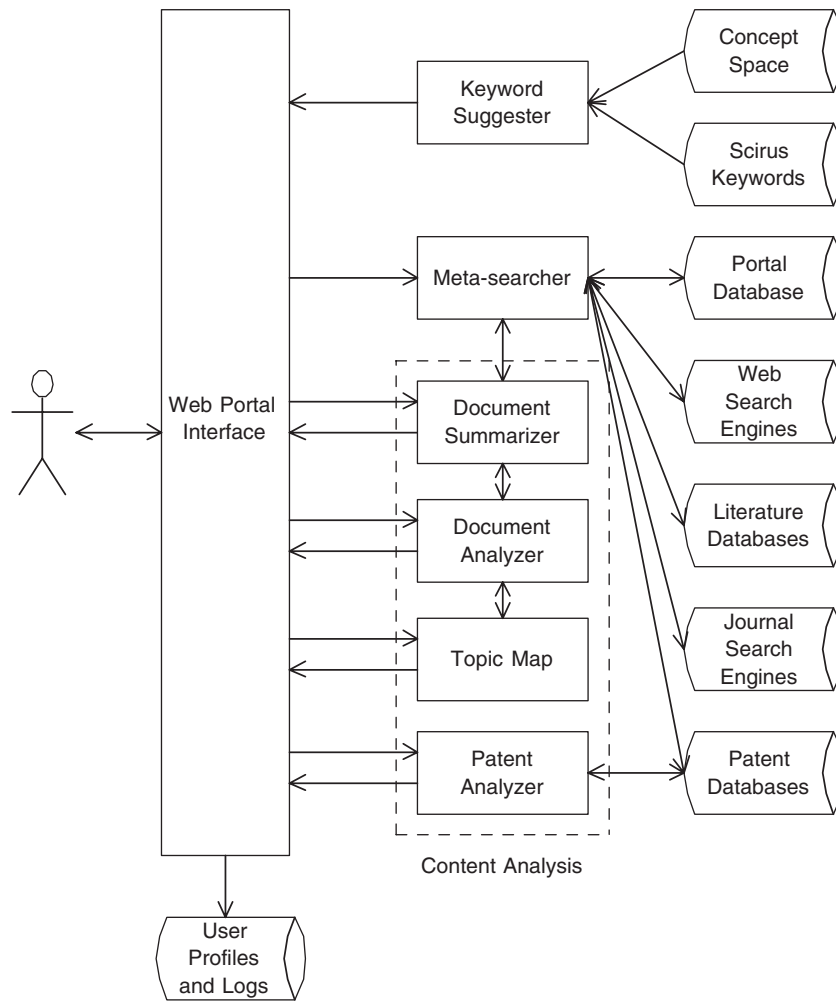 Concept
Space
Keyword
Suggester
Scirus
Keywords
Meta-searcher
Portal
Database
Web Portal
Interface
Document
Summarizer
Web
Search
Engines
Document
Analyzer
Literature
Databases
Topic Map
Journal
Search
Engines
Patent
Analyzer
Patent
Databases
Content Analysis
User
Profiles
and Logs